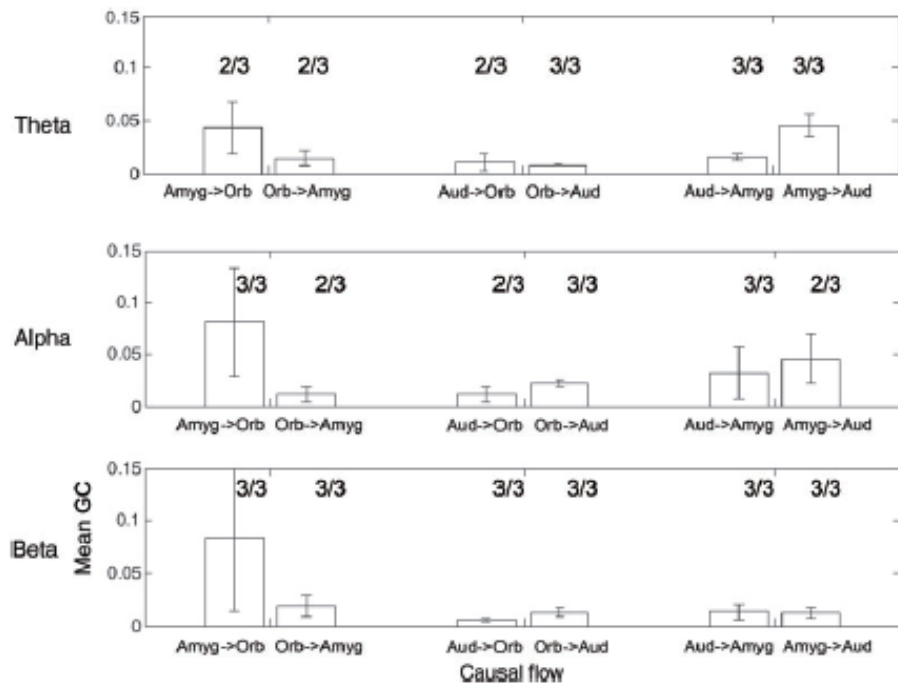 0.15
0.1
0.05
0
Theta
2/3 2/3 2/3 3/3 3/3 3/3
Amyg->Orb Orb->Amyg Aud->Orb Orb->Aud Aud->Amyg Amyg->Aud
0.15
0.1
0.05
0
Alpha
3/3 2/3 2/3 3/3 3/3 2/3
Amyg->Orb Orb->Amyg Aud->Orb Orb->Aud Aud->Amyg Amyg->Aud
0.15
0.1
0.05
0
Beta
Mean GC
3/3 3/3 3/3 3/3 3/3 3/3
Amyg->Orb Orb->Amyg Aud->Orb Orb->Aud Aud->Amyg Amyg->Aud
Causal flow